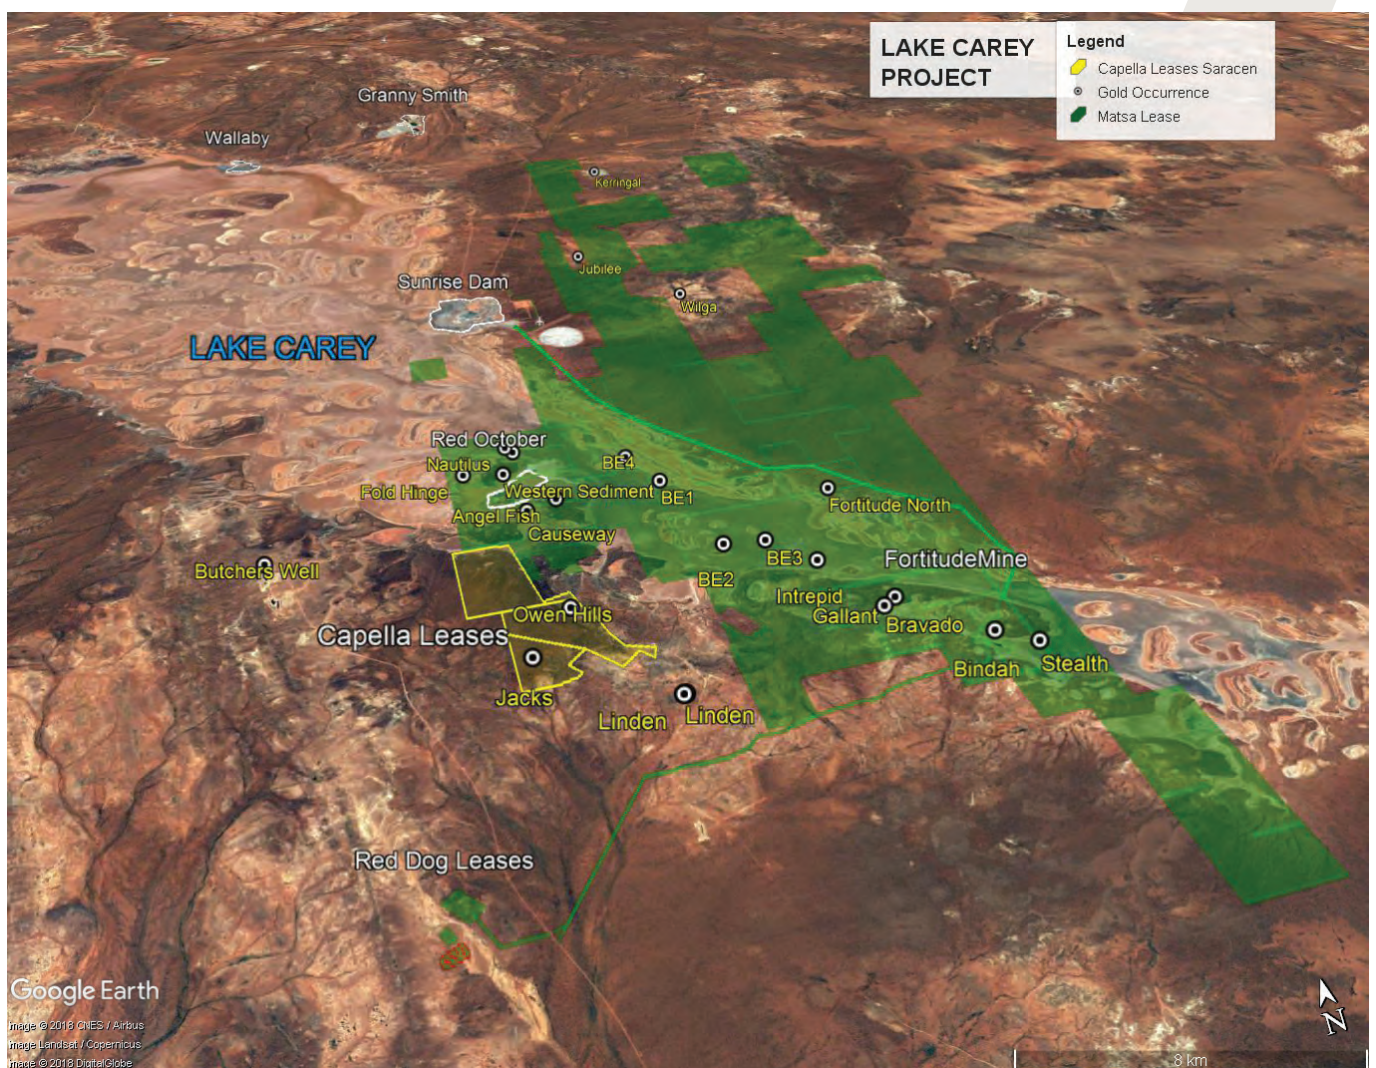 LAKE CAREY
PROJECT
Legend
Capella Leases Saracen
Gold Occurrence
Matsa Lease
Granny Smith
Wallaby
Kerringal
Jubilee
Sunrise Dam
Wilga
LAKE CAREY
Red October
Nautilus
BE4
Fold Hinge
Western Sediment
BE1
Fortitude North
Angel Fish
Causeway
BE3
FortitudeMine
Butchers Well
BE2
Intrepid
Owen Hills
Gallant
Bravado
Capella Leases
Bindah
Stealth
Jacks
Linden
Linden
Red Dog Leases
Google Earth
Image © 2018 CNES / Airbus
Image Landsat / Copernicus
Image © 2018 DigitalGlobe
N
8 km